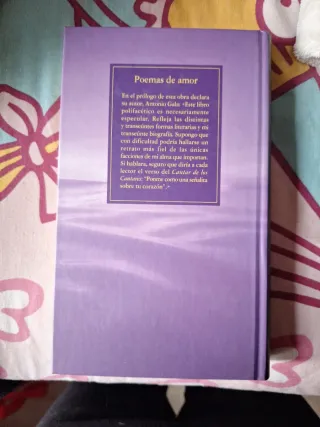 Poemas de amor
En el prólogo de esta obra declara
su autor, Antonio Gala: «Este libro
polifacético es necesariamente
especular. Refleja las distintas
y transeúntes formas literarias y mi
transeúnte biografía. Supongo que
con dificultad podría hallarse un
retrato más fiel de las únicas
facciones de mi alma que importan.
Si hablara, seguro que diría a cada
lector el verso del Cantar de los
Cantares: "Ponme como una señalita
sobre tu corazón".»